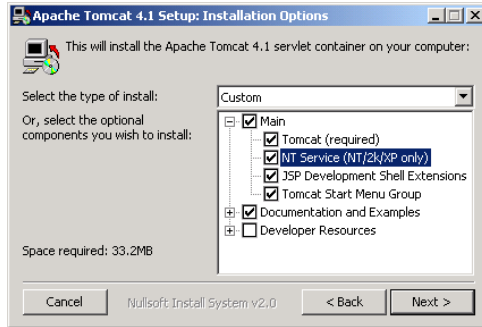 Apache Tomcat 4.1 Setup: Installation Options
This will install the Apache Tomcat 4.1 servlet container on your computer:
Select the type of install:
Custom
Or, select the optional
components you wish to install:
Main
Tomcat (required)
NT Service (NT/2k/XP only)
JSP Development Shell Extensions
Tomcat Start Menu Group
Documentation and Examples
Developer Resources
Space required: 33.2MB
Cancel
Nullsoft Install System v2.0
< Back
Next >